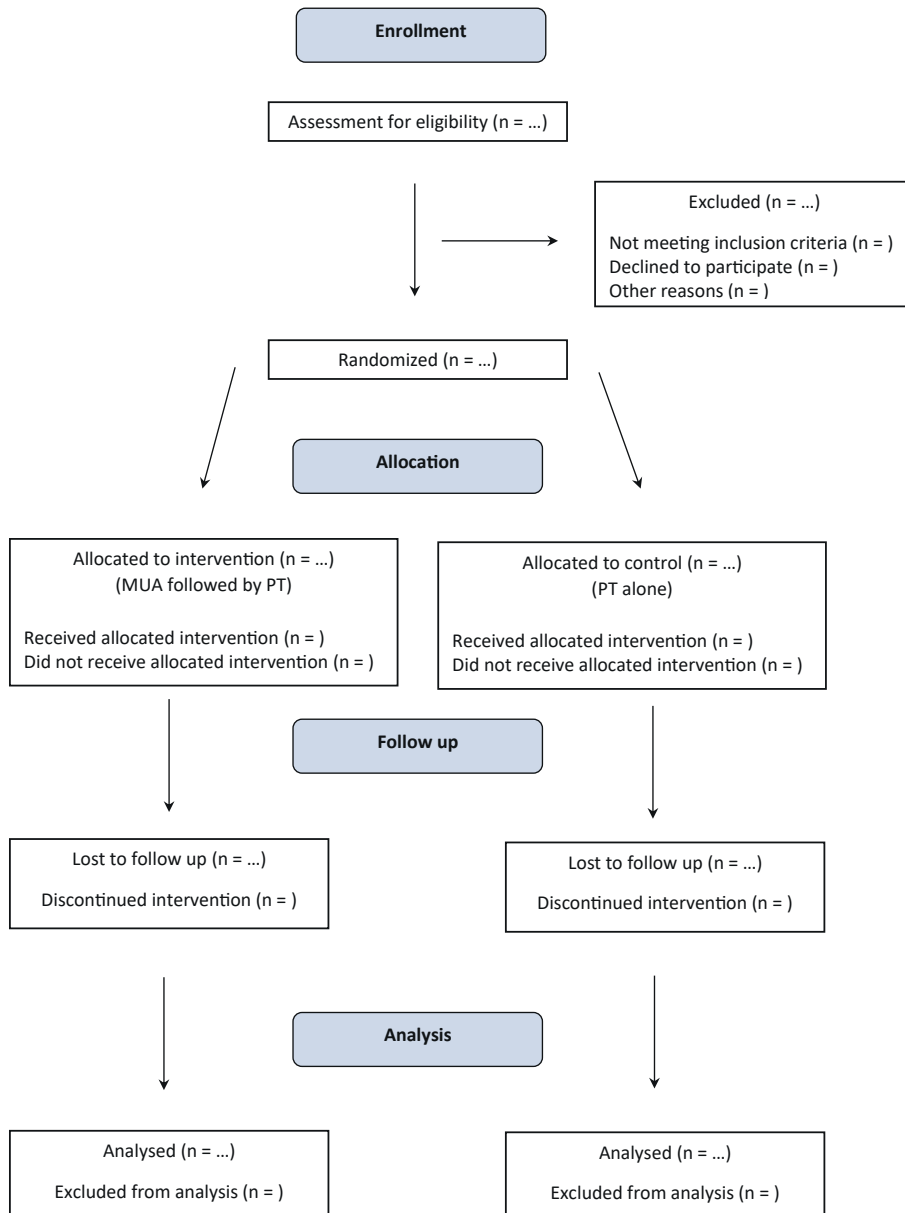 Enrollment
Assessment for eligibility (n = ...)
Excluded (n = ...)
Not meeting inclusion criteria (n = )
Declined to participate (n = )
Other reasons (n = )
Randomized (n = ...)
Allocation
Allocated to intervention (n = ...)
(MUA followed by PT)
Received allocated intervention (n = )
Did not receive allocated intervention (n = )
Allocated to control (n = ...)
(PT alone)
Received allocated intervention (n = )
Did not receive allocated intervention (n = )
Follow up
Lost to follow up (n = ...)
Discontinued intervention (n = )
Lost to follow up (n = ...)
Discontinued intervention (n = )
Analysis
Analysed (n = ...)
Excluded from analysis (n = )
Analysed (n = ...)
Excluded from analysis (n = )